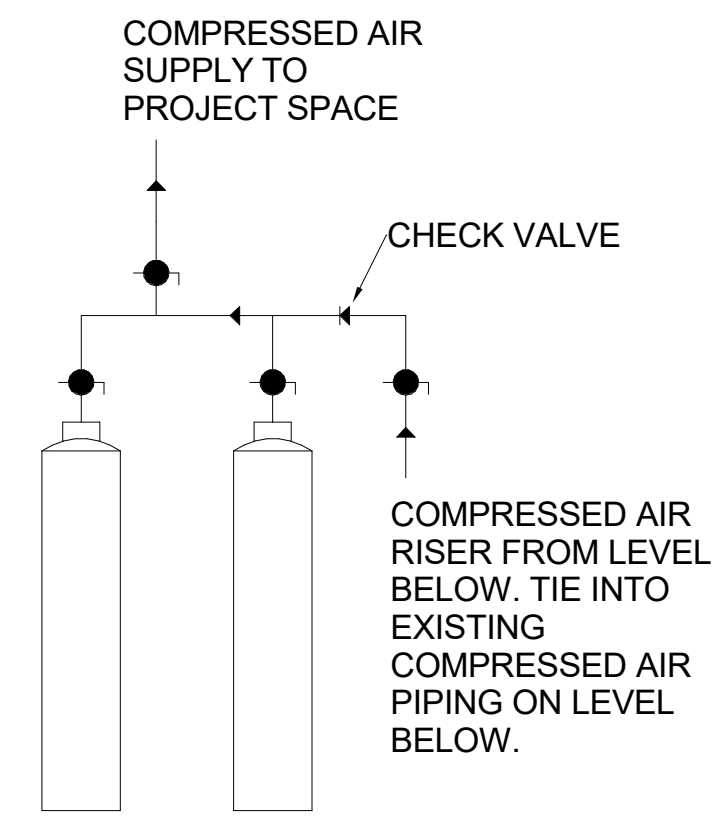 COMPRESSED AIR
SUPPLY TO
PROJECT SPACE
CHECK VALVE
COMPRESSED AIR
RISER FROM LEVEL
BELOW. TIE INTO
EXISTING
COMPRESSED AIR
PIPING ON LEVEL
BELOW.